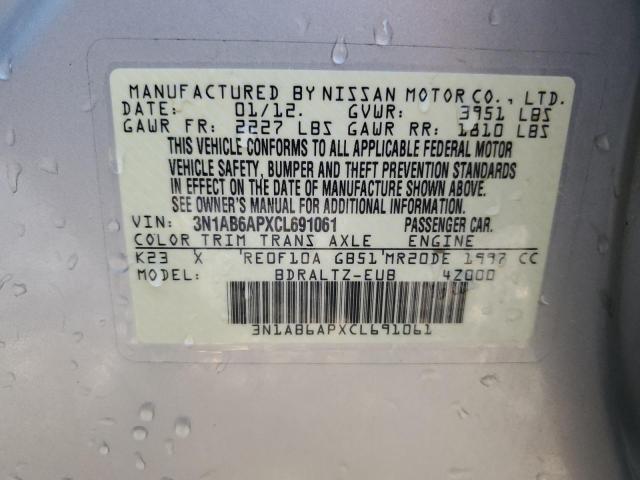 MANUFACTURED BY NISSAN MOTOR CO., LTD.
DATE: 01/12. GVWR: 3951 LBS
GAWR FR: 2227 LBS GAWR RR: 1810 LBS
THIS VEHICLE CONFORMS TO ALL APPLICABLE FEDERAL MOTOR
VEHICLE SAFETY, BUMPER AND THEFT PREVENTION STANDARDS
IN EFFECT ON THE DATE OF MANUFACTURE SHOWN ABOVE.
SEE OWNER'S MANUAL FOR ADDITIONAL INFORMATION.
VIN: 3N1AB6APXCL691061 PASSENGER CAR.
COLOR TRIM TRANS AXLE ENGINE
K23 X RE0F10A GB51 MR20DE 1997 CC
MODEL: BDRALTZ-EUB 4Z000
3N1AB6APXCL691061